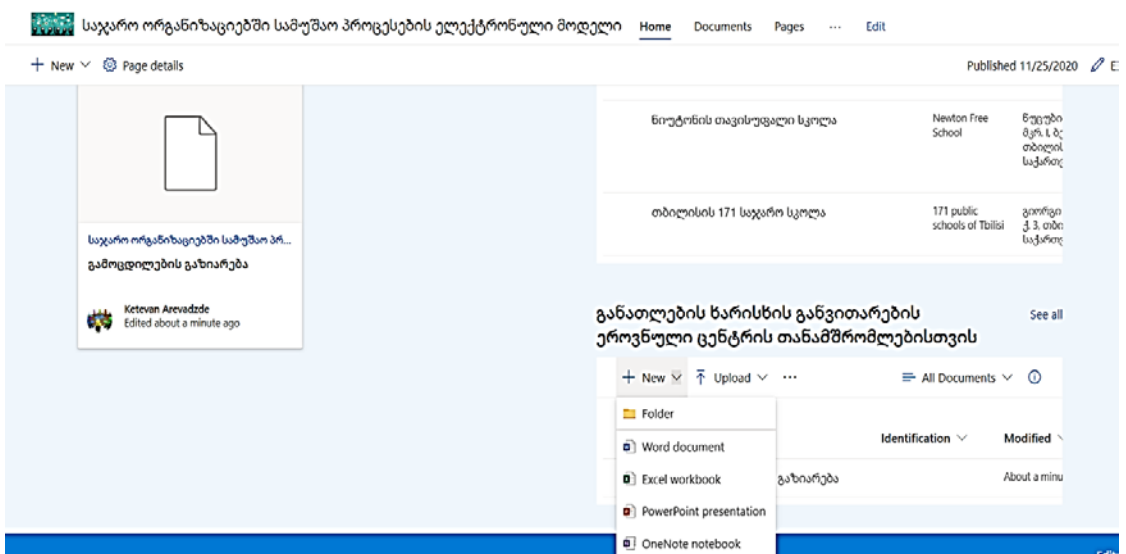 საჯარო ორგანიზაციებში სამუშაო პროცესების ელექტრონული მოდელი Home Documents Pages ··· Edit
+ New Page details Published 11/25/2020
ნიუტონის თავისუფალი სკოლა
Newton Free
School
თბილისის 171 საჯარო სკოლა
171 public
schools of Tbilisi
გიორგი
ქ. 3, თბი
საჯარო ორგანიზაციებში სამუშაო პრ...
გამოცდილების გაზიარება
Ketevan Arevadzde
Edited about a minute ago
განათლების ხარისხის განვითარების
ეროვნული ცენტრის თანამშრომლებისთვის
See all
+ New Upload ··· All Documents
Folder
Word document
Identification Modified
Excel workbook
გაზიარება About a minu
PowerPoint presentation
OneNote notebook